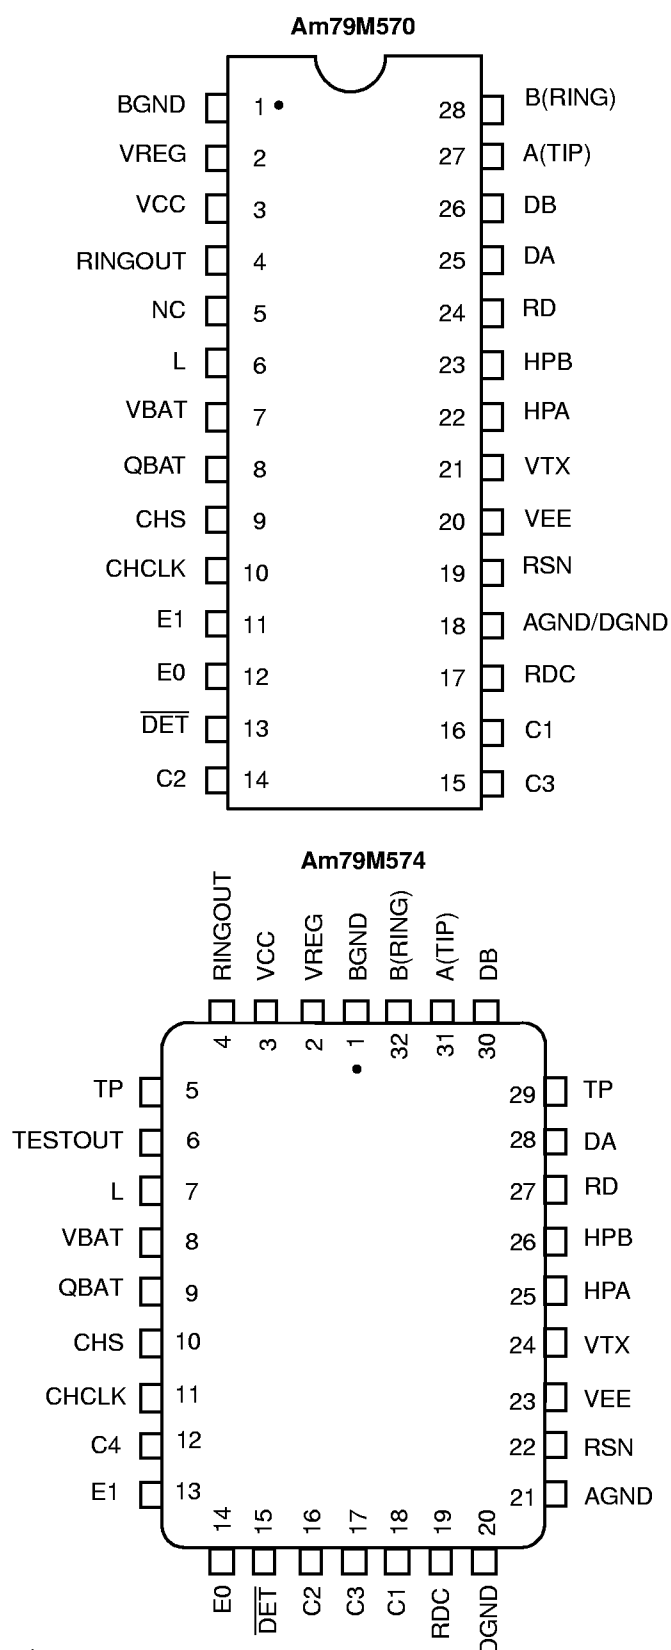 Am79M570
BGND 1 28 B(RING)
VREG 2 27 A(TIP)
VCC 3 26 DB
RINGOUT 4 25 DA
NC 5 24 RD
L 6 23 HPB
VBAT 7 22 HPA
QBAT 8 21 VTX
CHS 9 20 VEE
CHCLK 10 19 RSN
E1 11 18 AGND/DGND
E0 12 17 RDC
DET 13 16 C1
C2 14 15 C3
Am79M574
RINGOUT VCC VREG BGND B(RING) A(TIP) DB
4 3 2 1 32 31 30
TP 5 29 TP
TESTOUT 6 28 DA
L 7 27 RD
VBAT 8 26 HPB
QBAT 9 25 HPA
CHS 10 24 VTX
CHCLK 11 23 VEE
C4 12 22 RSN
E1 13 21 AGND
14 15 16 17 18 19 20
E0 DET C2 C3 C1 RDC DGND